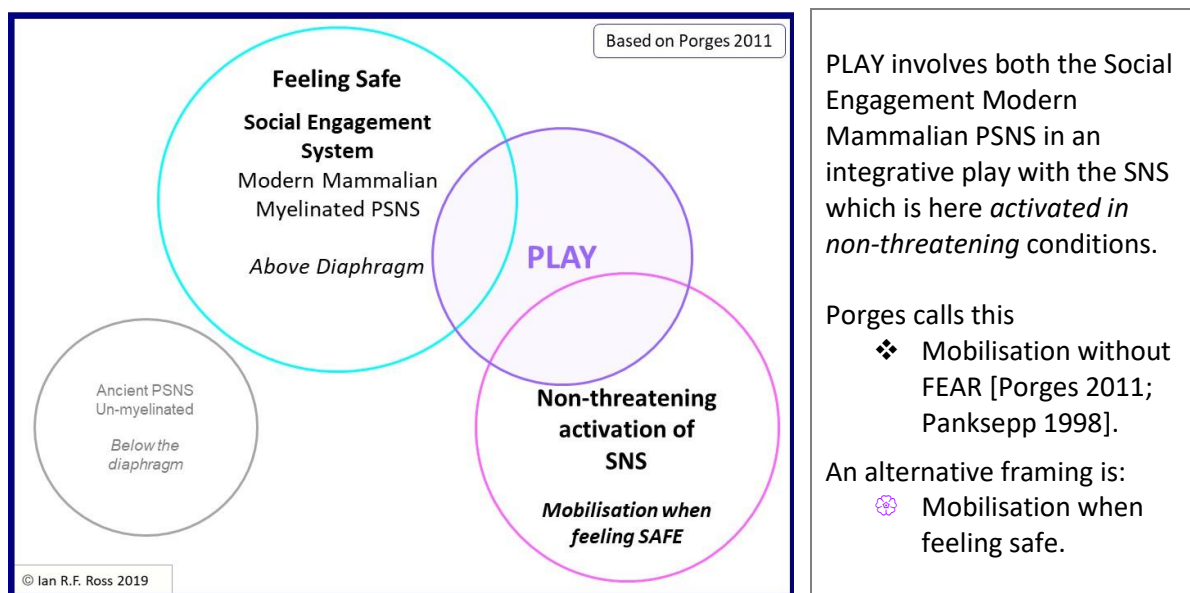 Based on Porges 2011
Feeling Safe
Social Engagement
System
Modern Mammalian
Myelinated PSNS
Above Diaphragm
PLAY
Ancient PSNS
Un-myelinated
Below the
diaphragm
Non-threatening
activation of
SNS
Mobilisation when
feeling SAFE
© Ian R.F. Ross 2019
PLAY involves both the Social
Engagement Modern
Mammalian PSNS in an
integrative play with the SNS
which is here activated in
non-threatening conditions.
Porges calls this
❖ Mobilisation without
FEAR [Porges 2011;
Panksepp 1998].
An alternative framing is:
🏵 Mobilisation when
feeling safe.